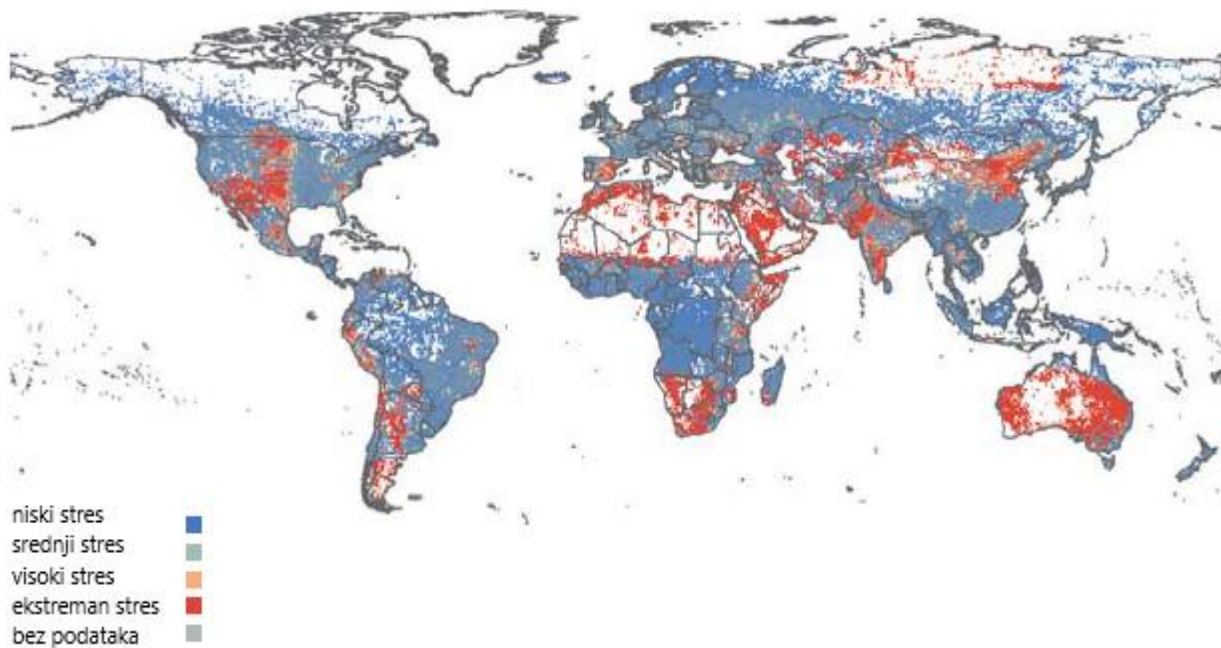 niski stres
srednji stres
visoki stres
ekstreman stres
bez podataka